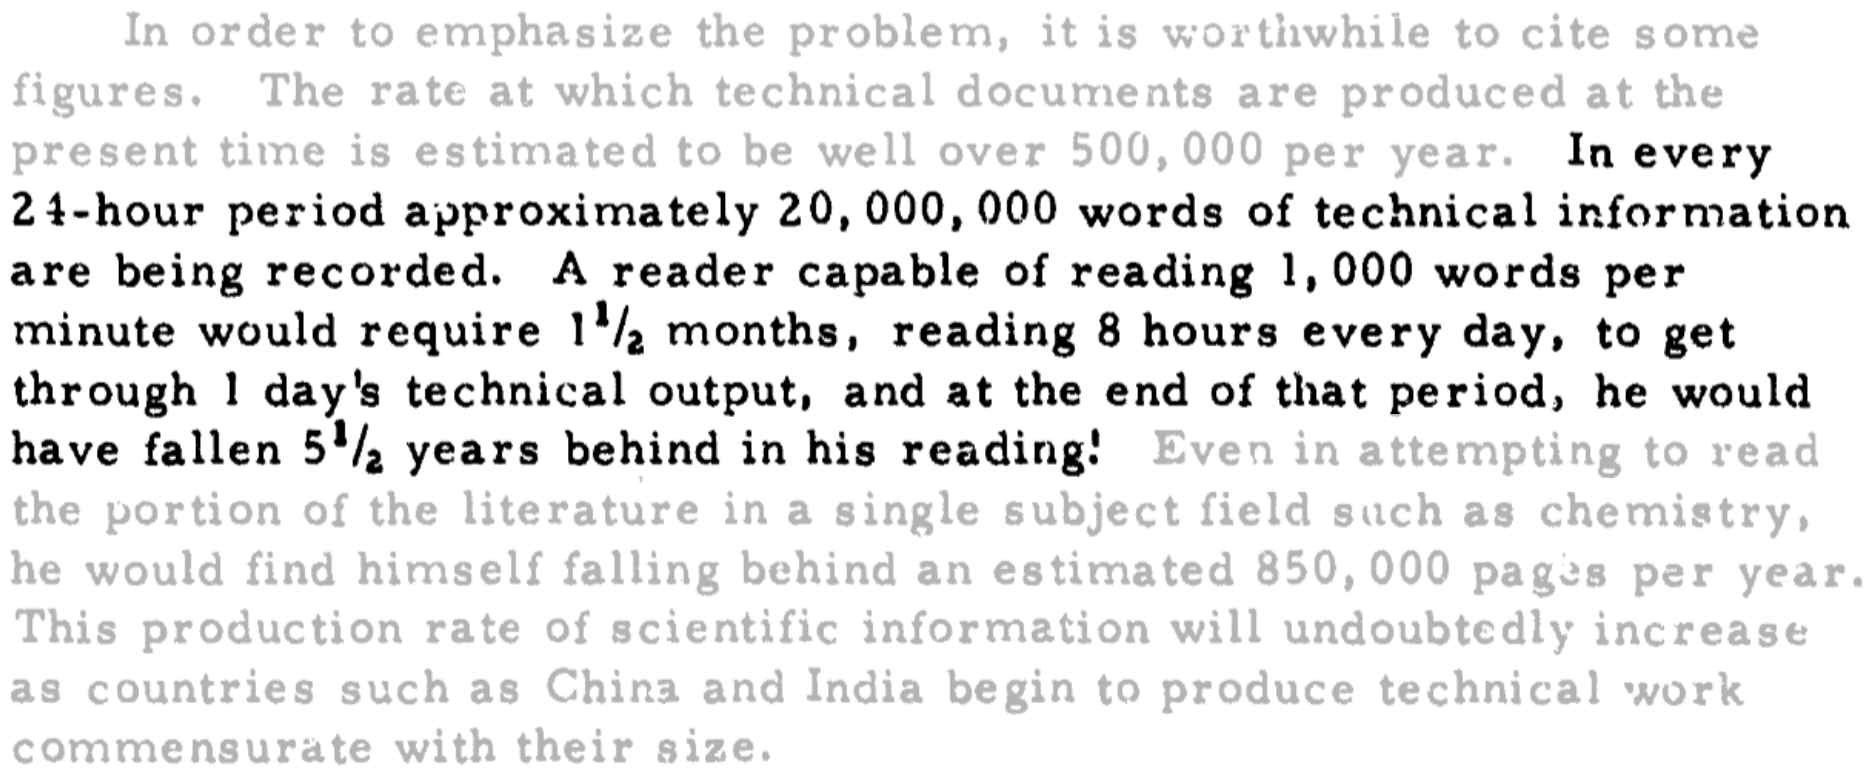 In order to emphasize the problem, it is worthwhile to cite some
figures. The rate at which technical documents are produced at the
present time is estimated to be well over 500,000 per year. In every
24-hour period approximately 20,000,000 words of technical information
are being recorded. A reader capable of reading 1,000 words per
minute would require 1 1/2 months, reading 8 hours every day, to get
through 1 day's technical output, and at the end of that period, he would
have fallen 5 1/2 years behind in his reading! Even in attempting to read
the portion of the literature in a single subject field such as chemistry,
he would find himself falling behind an estimated 850,000 pages per year.
This production rate of scientific information will undoubtedly increase
as countries such as China and India begin to produce technical work
commensurate with their size.